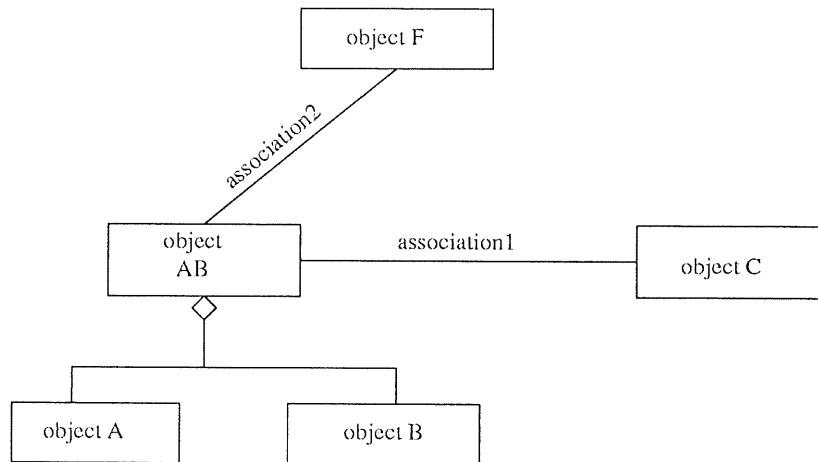 object F
association2
object
AB
association1
object C
object A
object B